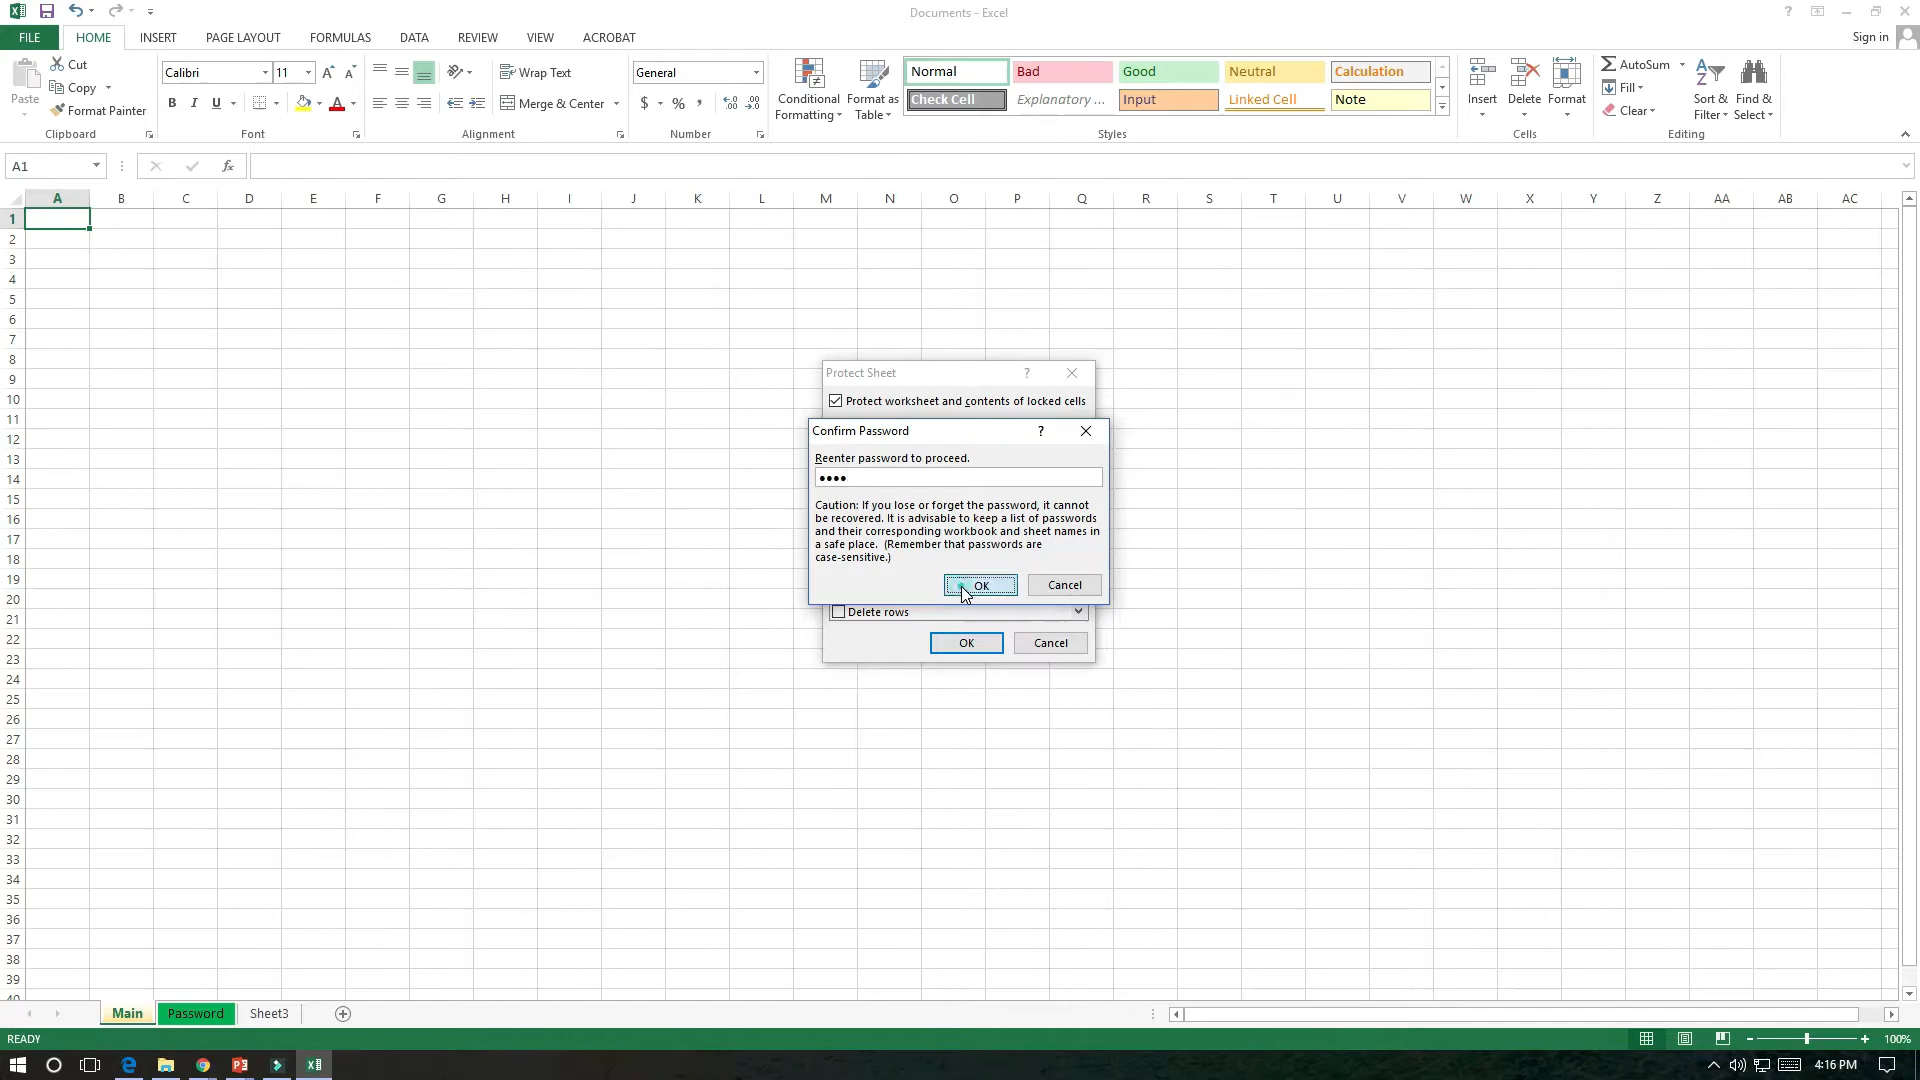 Documents - Excel
FILE HOME INSERT PAGE LAYOUT FORMULAS DATA REVIEW VIEW ACROBAT Sign in
Paste
Cut
Copy
Format Painter
Clipboard
Calibri 11
B I U
Font
Wrap Text
Merge & Center
Alignment
General
$ % ,
Number
Conditional Formatting
Format as Table
Normal Bad Good Neutral Calculation
Check Cell Explanatory ... Input Linked Cell Note
Styles
Insert Delete Format
Cells
AutoSum
Fill
Clear
Sort & Filter
Find & Select
Editing
A1
fx
A B C D E F G H I J K L M N O P Q R S T U V W X Y Z AA AB AC
1
2
3
4
5
6
7
8
9
10
11
12
13
14
15
16
17
18
19
20
21
22
23
24
25
26
27
28
29
30
31
32
33
34
35
36
37
38
39
40
Protect Sheet
Protect worksheet and contents of locked cells
Confirm Password
Reenter password to proceed.
••••
Caution: If you lose or forget the password, it cannot
be recovered. It is advisable to keep a list of passwords
and their corresponding workbook and sheet names in
a safe place. (Remember that passwords are
case-sensitive.)
OK Cancel
Delete rows
OK Cancel
Main Password Sheet3
READY
100%
4:16 PM